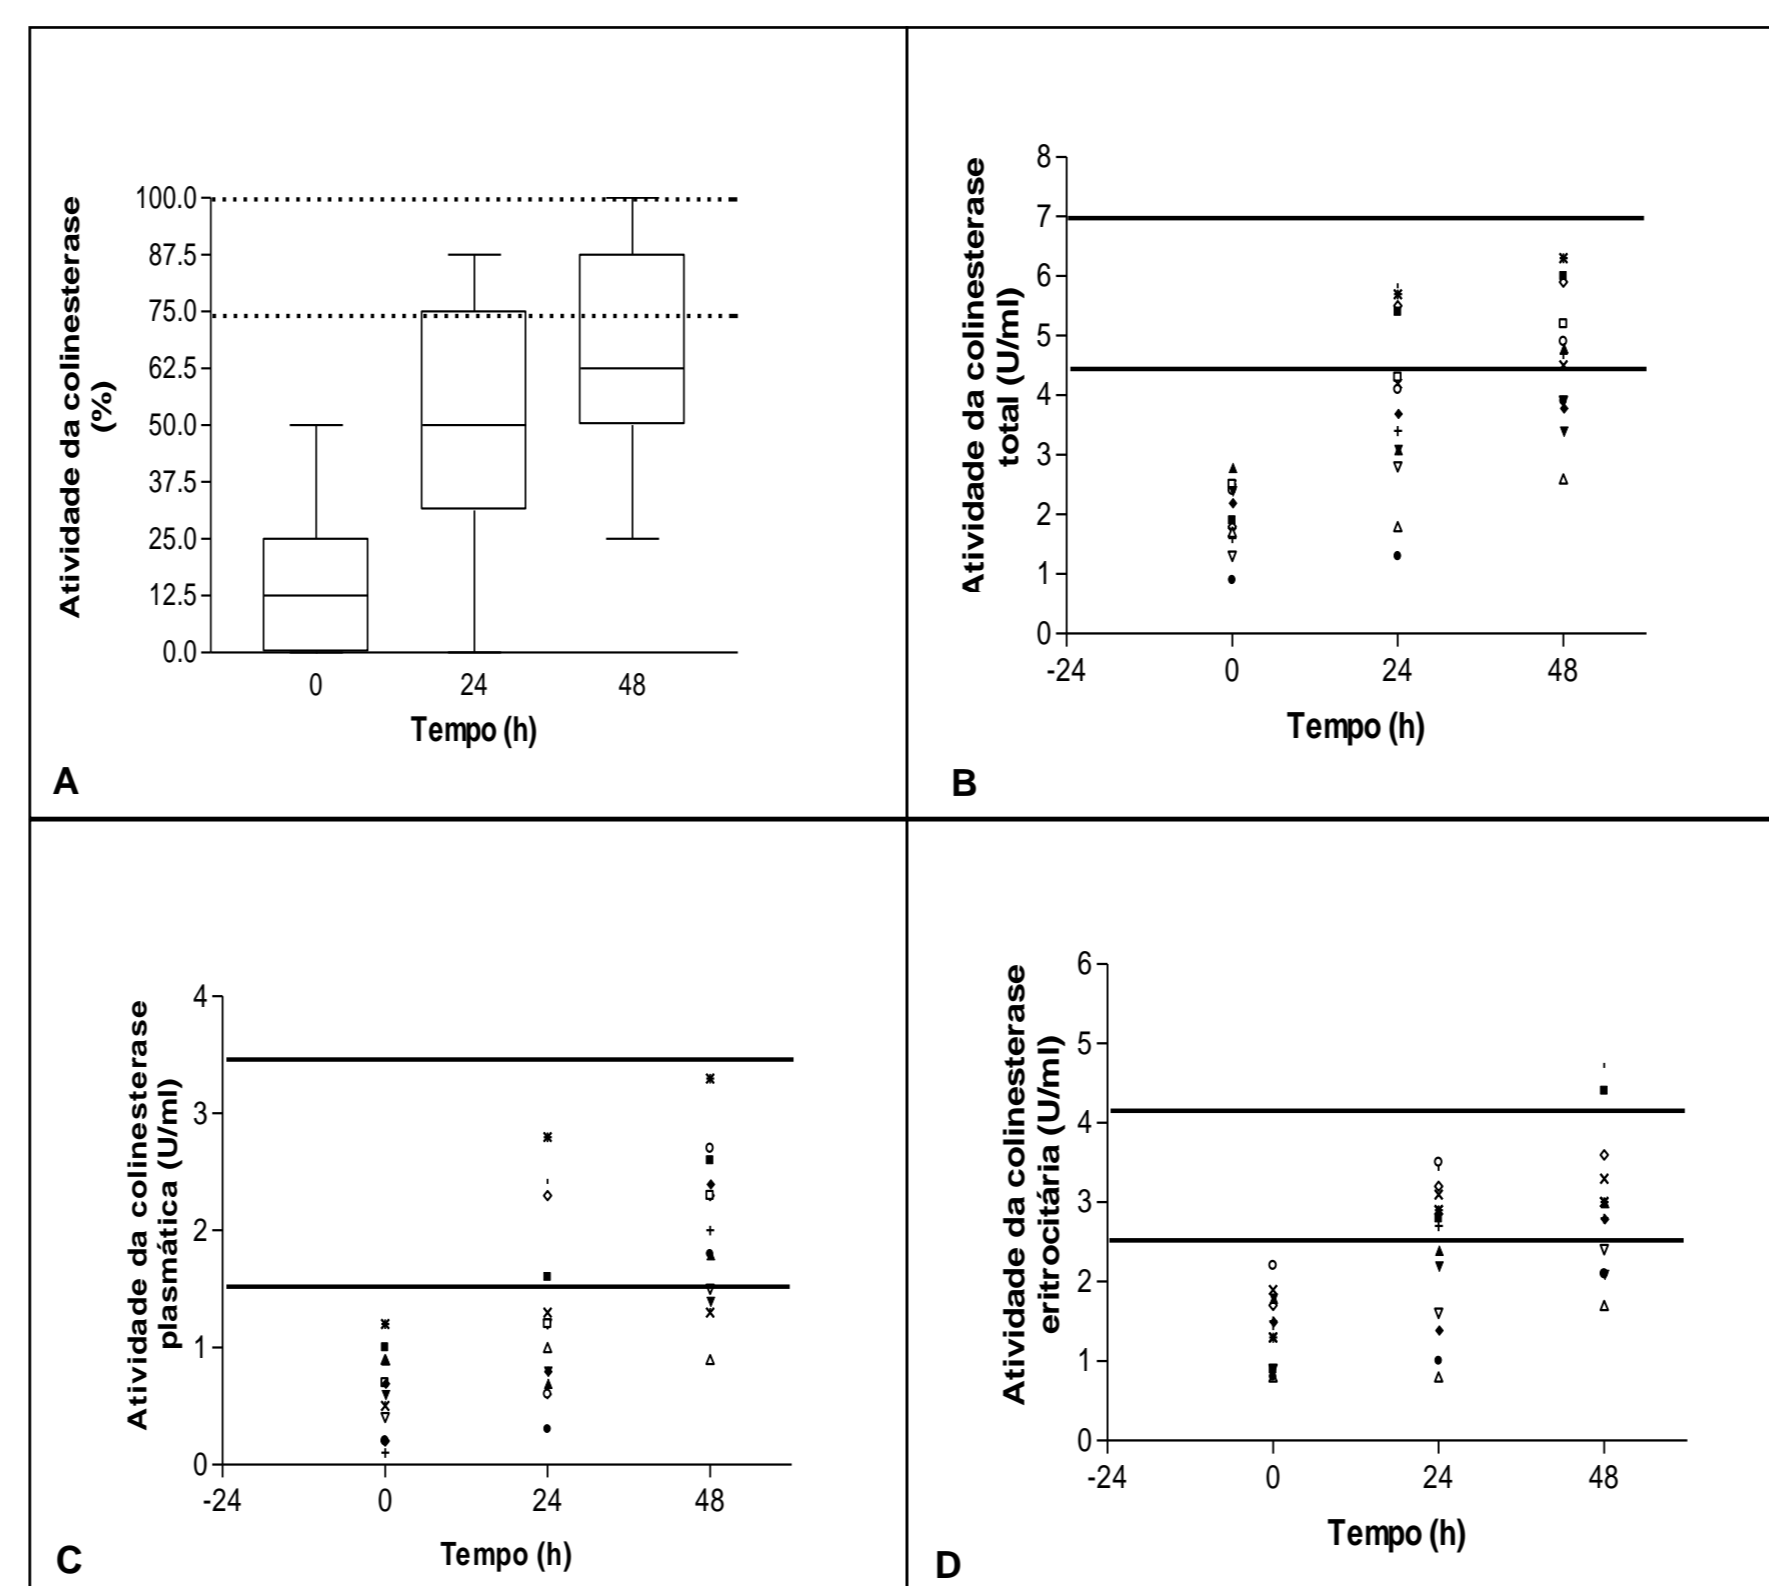 Atividade da colinesterase
(%)
100.0
87.5
75.0
62.5
50.0
37.5
25.0
12.5
0.0
0 24 48
Tempo (h)
A
Atividade da colinesterase
total (U/ml)
8
7
6
5
4
3
2
1
0
-24 0 24 48
Tempo (h)
B
Atividade da colinesterase
plasmática (U/ml)
4
3
2
1
0
-24 0 24 48
Tempo (h)
C
Atividade da colinesterase
eritrocitária (U/ml)
6
5
4
3
2
1
0
-24 0 24 48
Tempo (h)
D